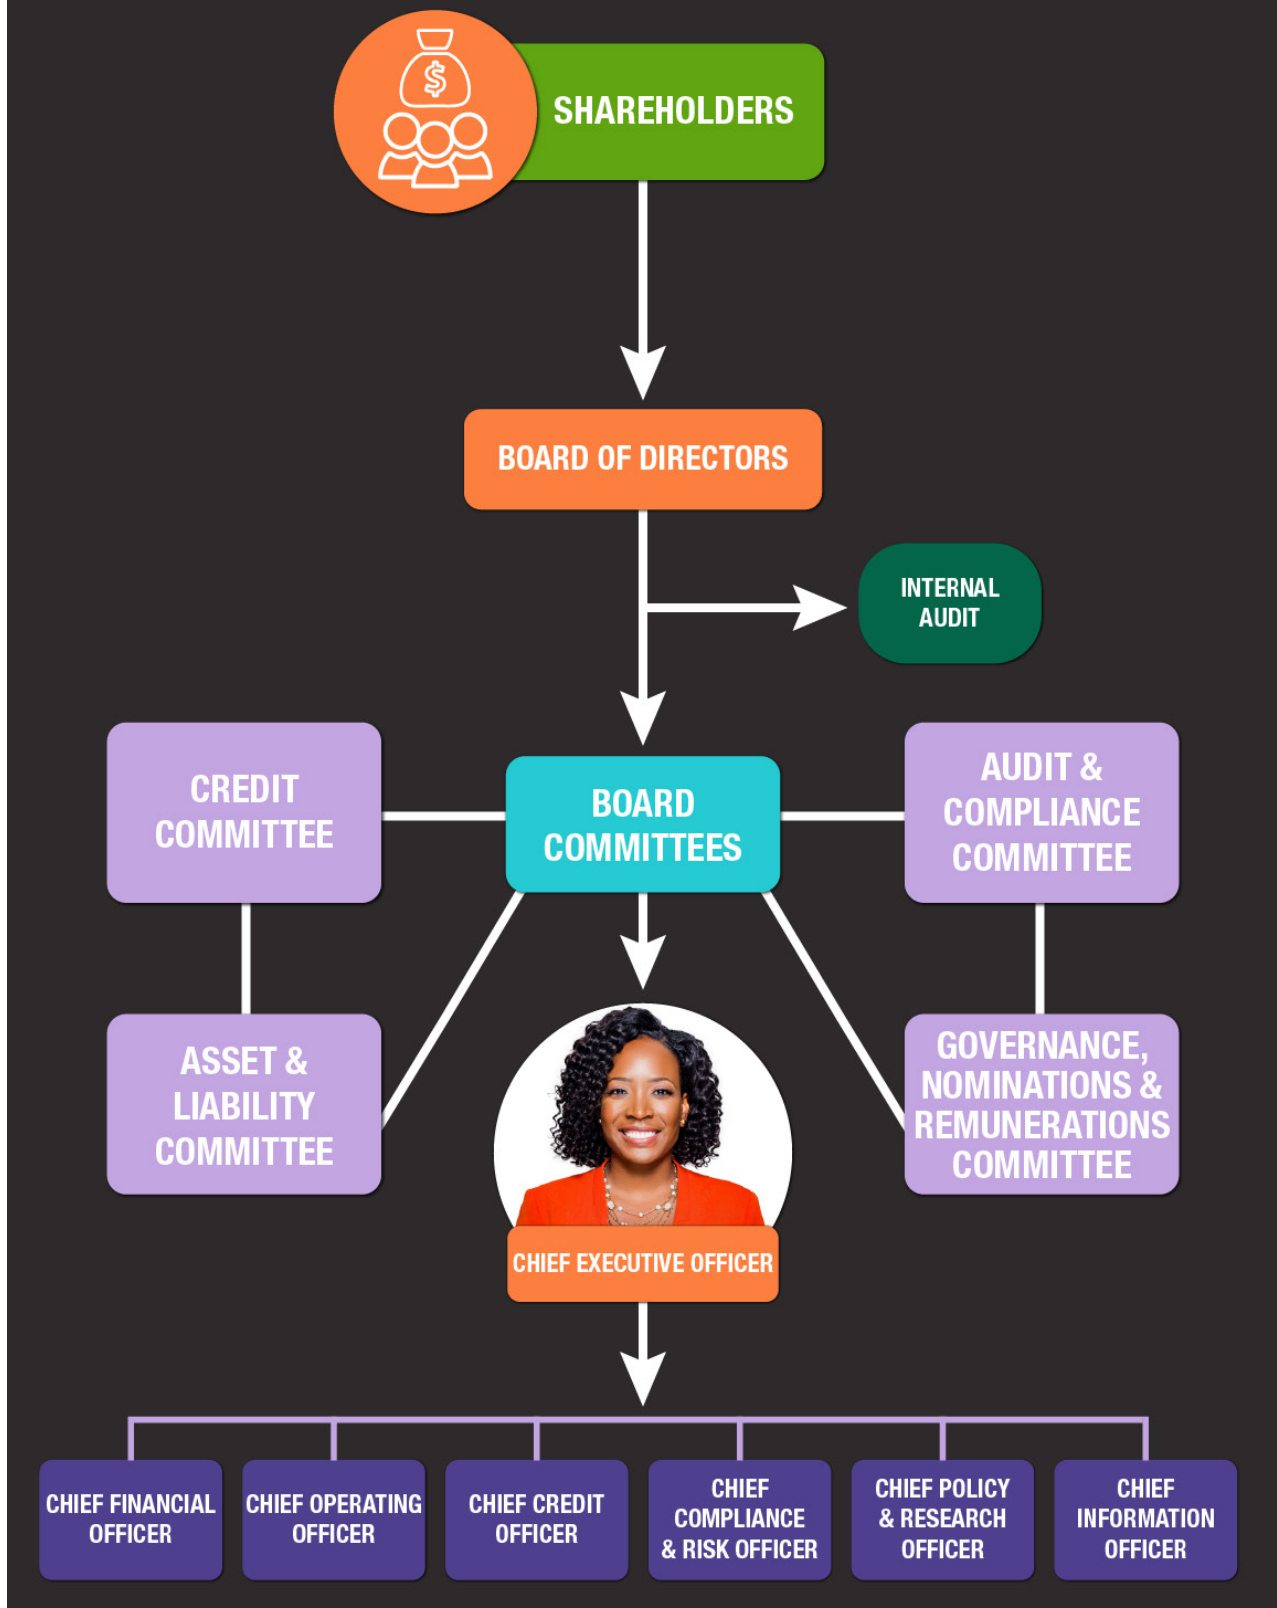 $
SHAREHOLDERS
BOARD OF DIRECTORS
INTERNAL
AUDIT
CREDIT
COMMITTEE
BOARD
COMMITTEES
AUDIT &
COMPLIANCE
COMMITTEE
ASSET &
LIABILITY
COMMITTEE
GOVERNANCE,
NOMINATIONS &
REMUNERATIONS
COMMITTEE
CHIEF EXECUTIVE OFFICER
CHIEF FINANCIAL
OFFICER
CHIEF OPERATING
OFFICER
CHIEF CREDIT
OFFICER
CHIEF
COMPLIANCE
& RISK OFFICER
CHIEF POLICY
& RESEARCH
OFFICER
CHIEF
INFORMATION
OFFICER